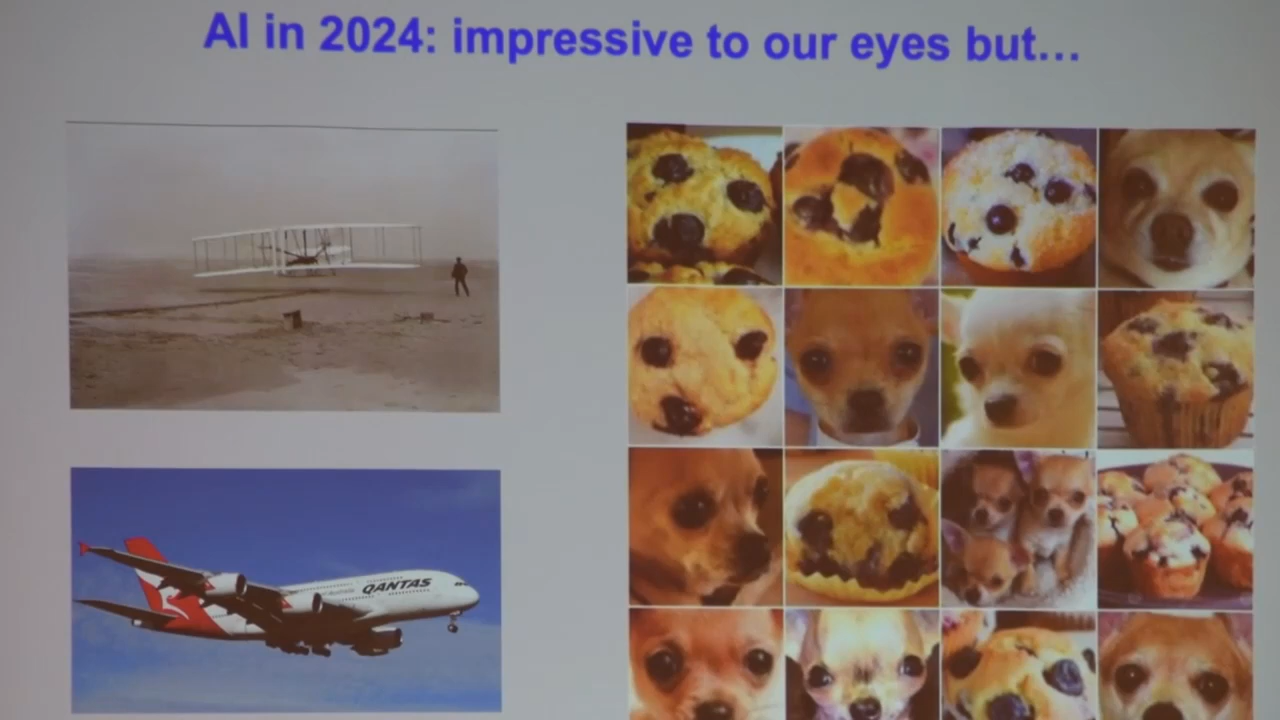 AI in 2024: impressive to our eyes but…
QANTAS